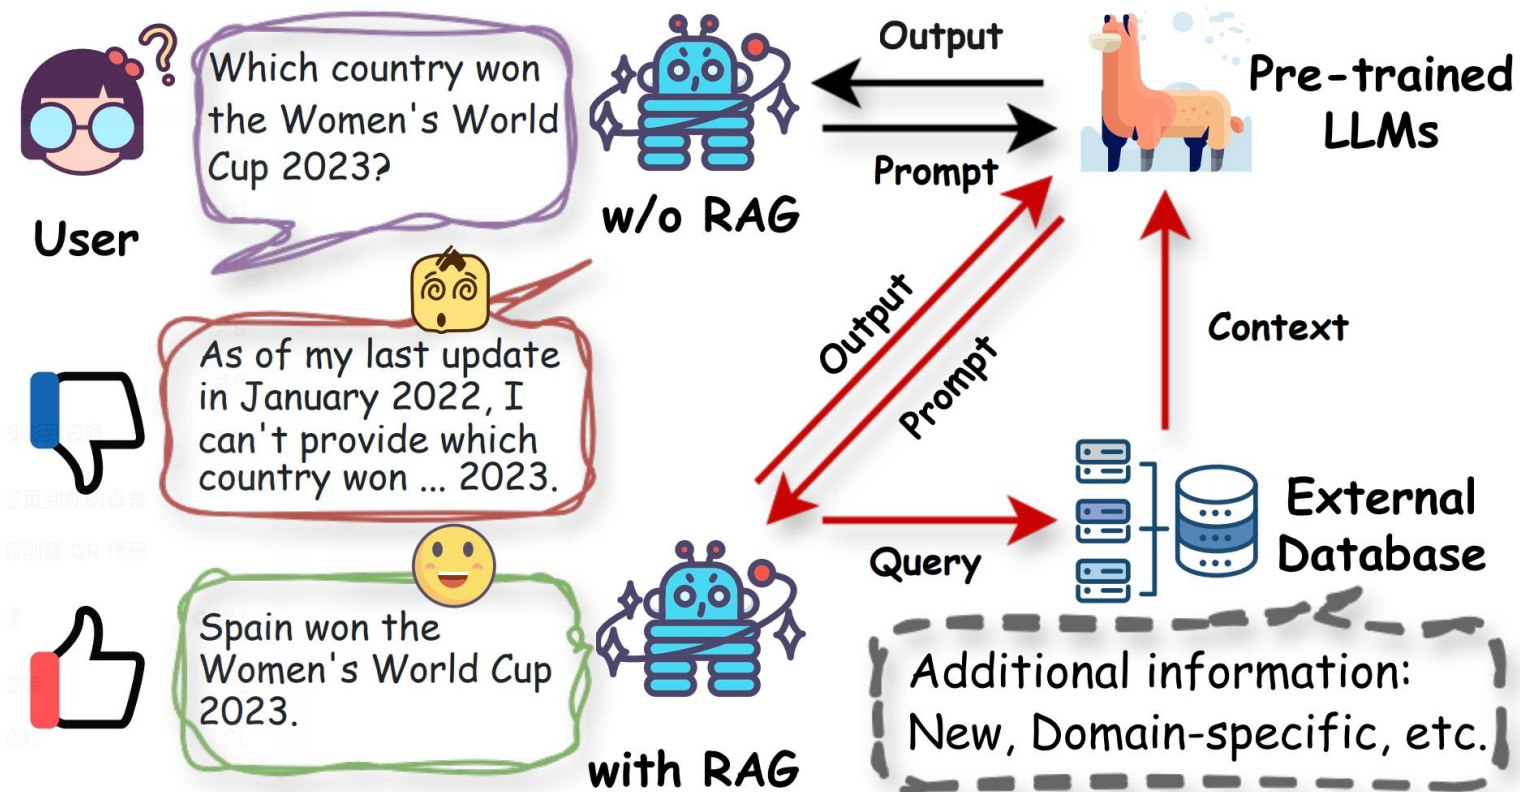 Which country won
the Women's World
Cup 2023?
User
w/o RAG
Output
Prompt
Pre-trained
LLMs
As of my last update
in January 2022, I
can't provide which
country won ... 2023.
Output
Prompt
Context
Query
External
Database
Spain won the
Women's World Cup
2023.
with RAG
Additional information:
New, Domain-specific, etc.